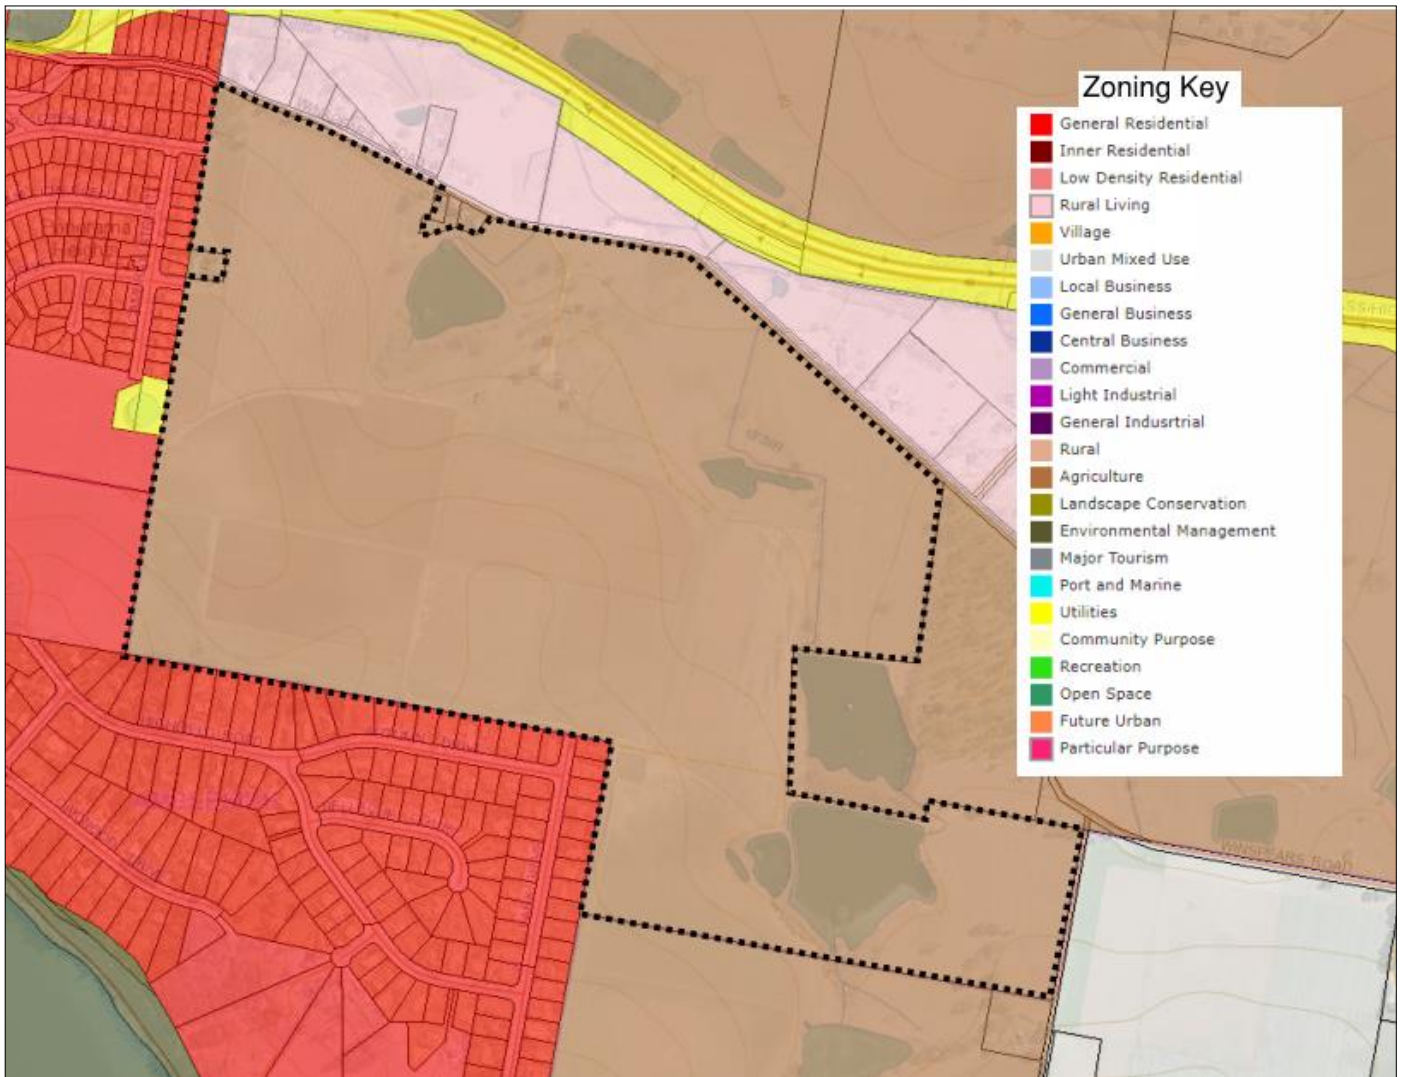 Zoning Key
General Residential
Inner Residential
Low Density Residential
Rural Living
Village
Urban Mixed Use
Local Business
General Business
Central Business
Commercial
Light Industrial
General Indusrtrial
Rural
Agriculture
Landscape Conservation
Environmental Management
Major Tourism
Port and Marine
Utilities
Community Purpose
Recreation
Open Space
Future Urban
Particular Purpose
WINSPEARS ROAD